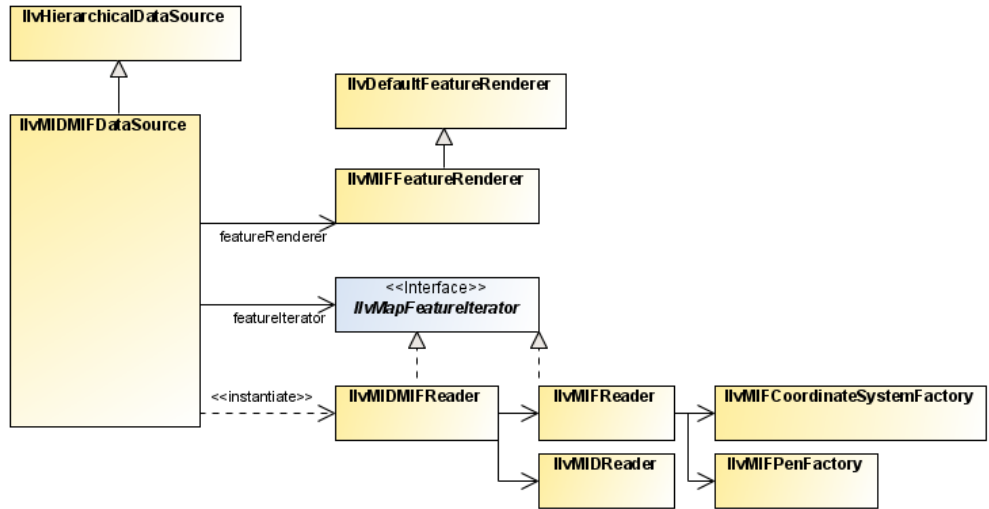 IlvHierarchicalDataSource
IlvDefaultFeatureRenderer
IlvMIDMIFDataSource
IlvMIFFeatureRenderer
featureRenderer
<<Interface>>
IlvMapFeatureIterator
featureIterator
<<instantiate>>
IlvMIDMIFReader
IlvMIFReader
IlvMIFCoordinateSystemFactory
IlvMIDReader
IlvMIFPenFactory